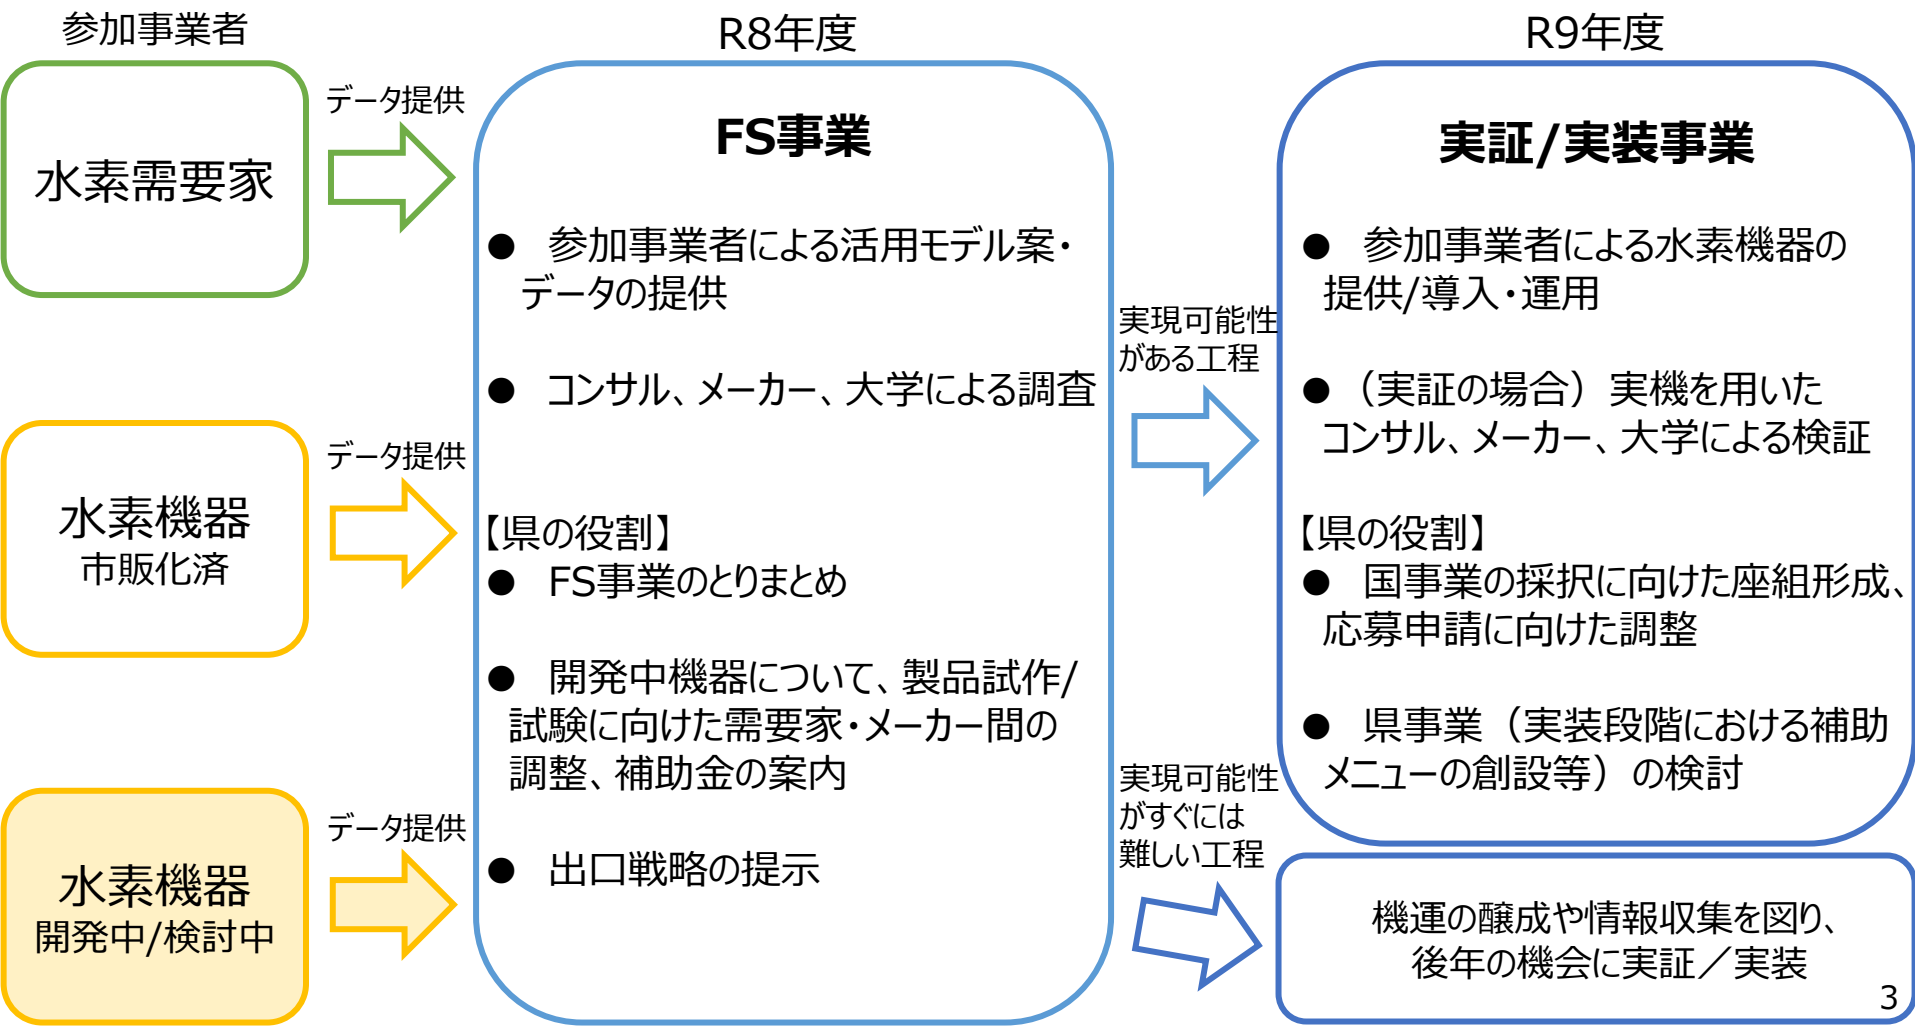 参加事業者
水素需要家
データ提供
水素機器
市販化済
データ提供
水素機器
開発中/検討中
データ提供
R8年度
FS事業
● 参加事業者による活用モデル案・
データの提供
● コンサル、メーカー、大学による調査
【県の役割】
● FS事業のとりまとめ
● 開発中機器について、製品試作/
試験に向けた需要家・メーカー間の
調整、補助金の案内
● 出口戦略の提示
実現可能性
がある工程
実現可能性
がすぐには
難しい工程
R9年度
実証/実装事業
● 参加事業者による水素機器の
提供/導入・運用
● （実証の場合）実機を用いた
コンサル、メーカー、大学による検証
【県の役割】
● 国事業の採択に向けた座組形成、
応募申請に向けた調整
● 県事業（実装段階における補助
メニューの創設等）の検討
機運の醸成や情報収集を図り、
後年の機会に実証／実装
3